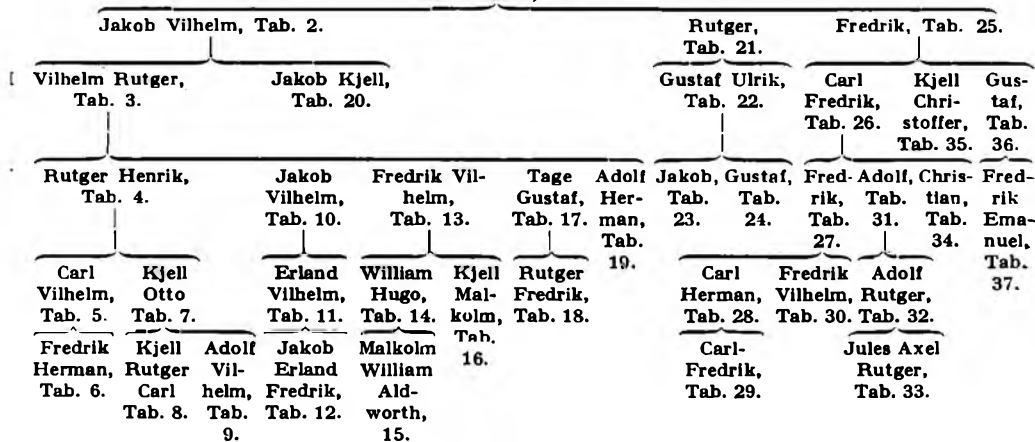 Jakob Vilhelm, Tab. 2.
Rutger,
Tab. 21.
Fredrik, Tab. 25.
Vilhelm Rutger,
Tab. 3.
Jakob Kjell,
Tab. 20.
Gustaf Ulrik,
Tab. 22.
Carl
Fredrik,
Tab. 26.
Kjell
Chri-
stoffer,
Tab. 35.
Gus-
taf,
Tab.
36.
Rutger Henrik,
Tab. 4.
Jakob
Vilhelm,
Tab. 10.
Fredrik Vil-
helm,
Tab. 13.
Tage
Gustaf,
Tab. 17.
Adolf
Her-
man,
Tab.
19.
Jakob,
Tab.
23.
Gustaf,
Tab.
24.
Fred-
rik,
Tab.
27.
Adolf,
Tab.
31.
Chris-
tian,
Tab.
34.
Fred-
rik
Ema-
nuel,
Tab.
37.
Carl
Vilhelm,
Tab. 5.
Kjell
Otto
Tab. 7.
Erland
Vilhelm,
Tab. 11.
William
Hugo,
Tab. 14.
Kjell
Mal-
kolm,
Tab.
16.
Rutger
Fredrik,
Tab. 18.
Carl
Herman,
Tab. 28.
Fredrik
Vilhelm,
Tab. 30.
Adolf
Rutger,
Tab. 32.
Fredrik
Herman,
Tab. 6.
Kjell
Rutger
Carl
Tab. 8.
Adolf
Vil-
helm,
Tab.
9.
Jakob
Erland
Fredrik,
Tab. 12.
Malkolm
William
Ald-
worth,
15.
Carl-
Fredrik,
Tab. 29.
Jules Axel
Rutger,
Tab. 33.